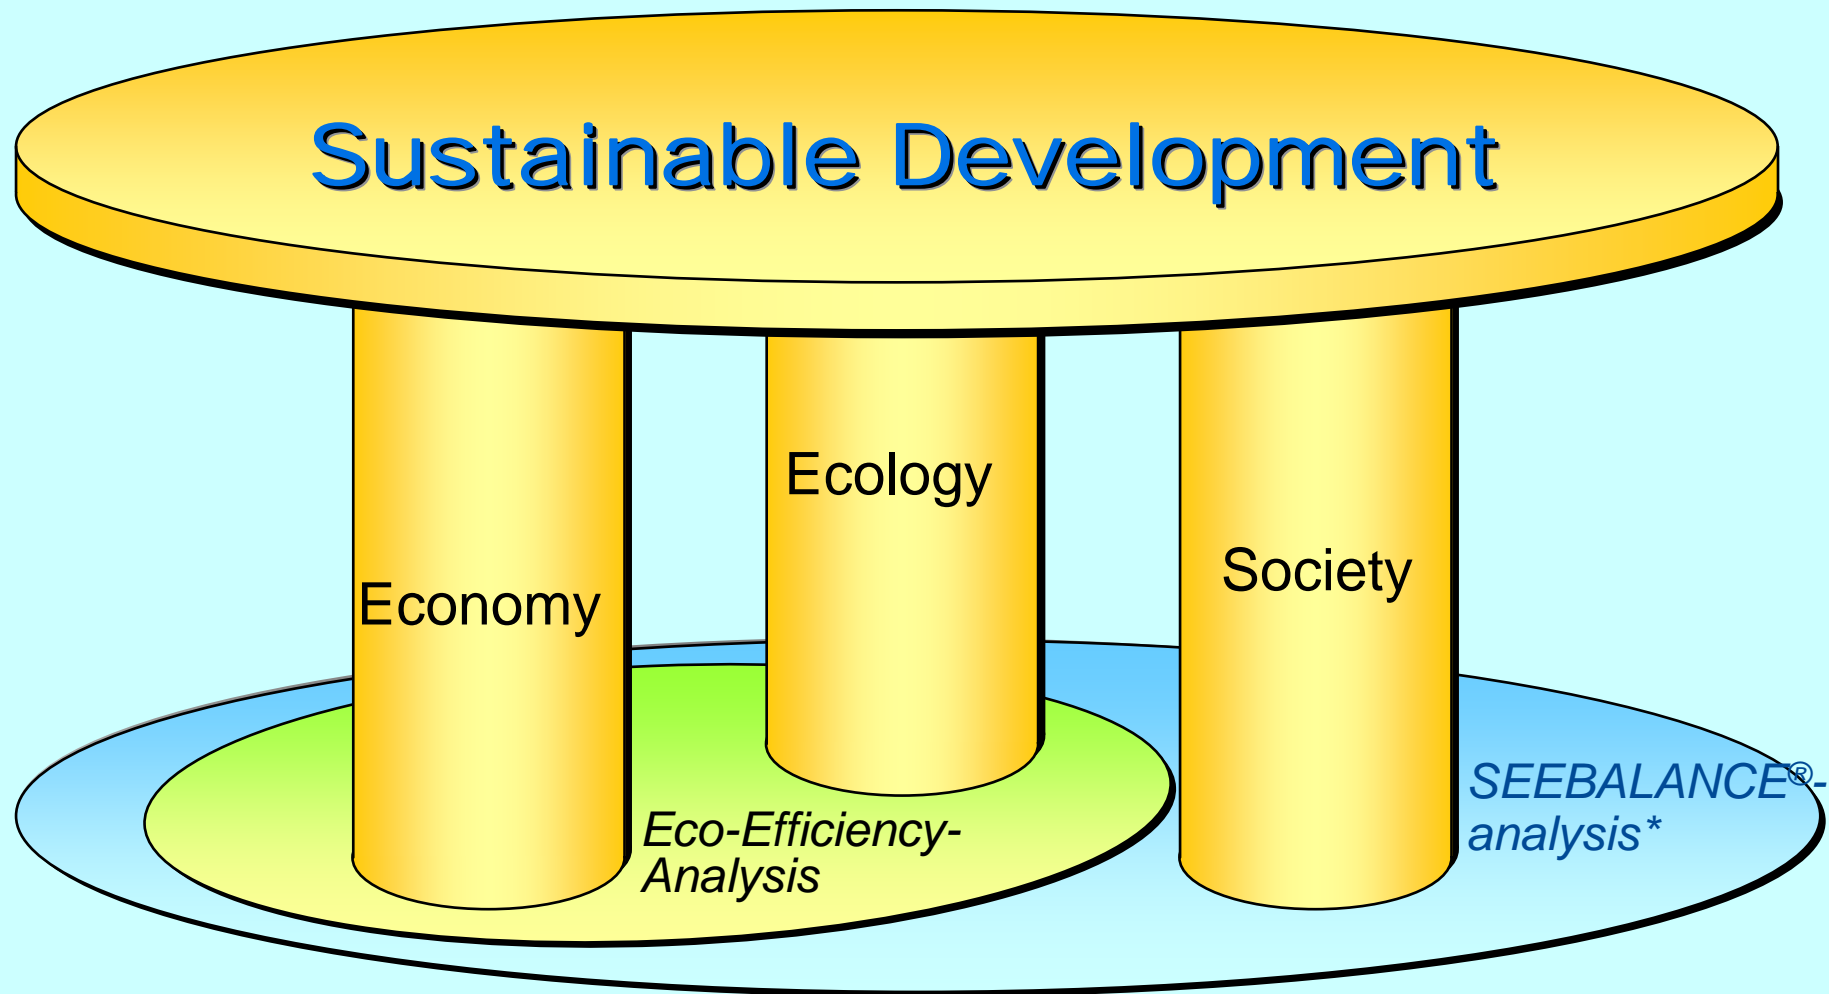 Sustainable Development
Ecology
Society
Economy
SEEBALANCE®-
analysis*
Eco-Efficiency-
Analysis